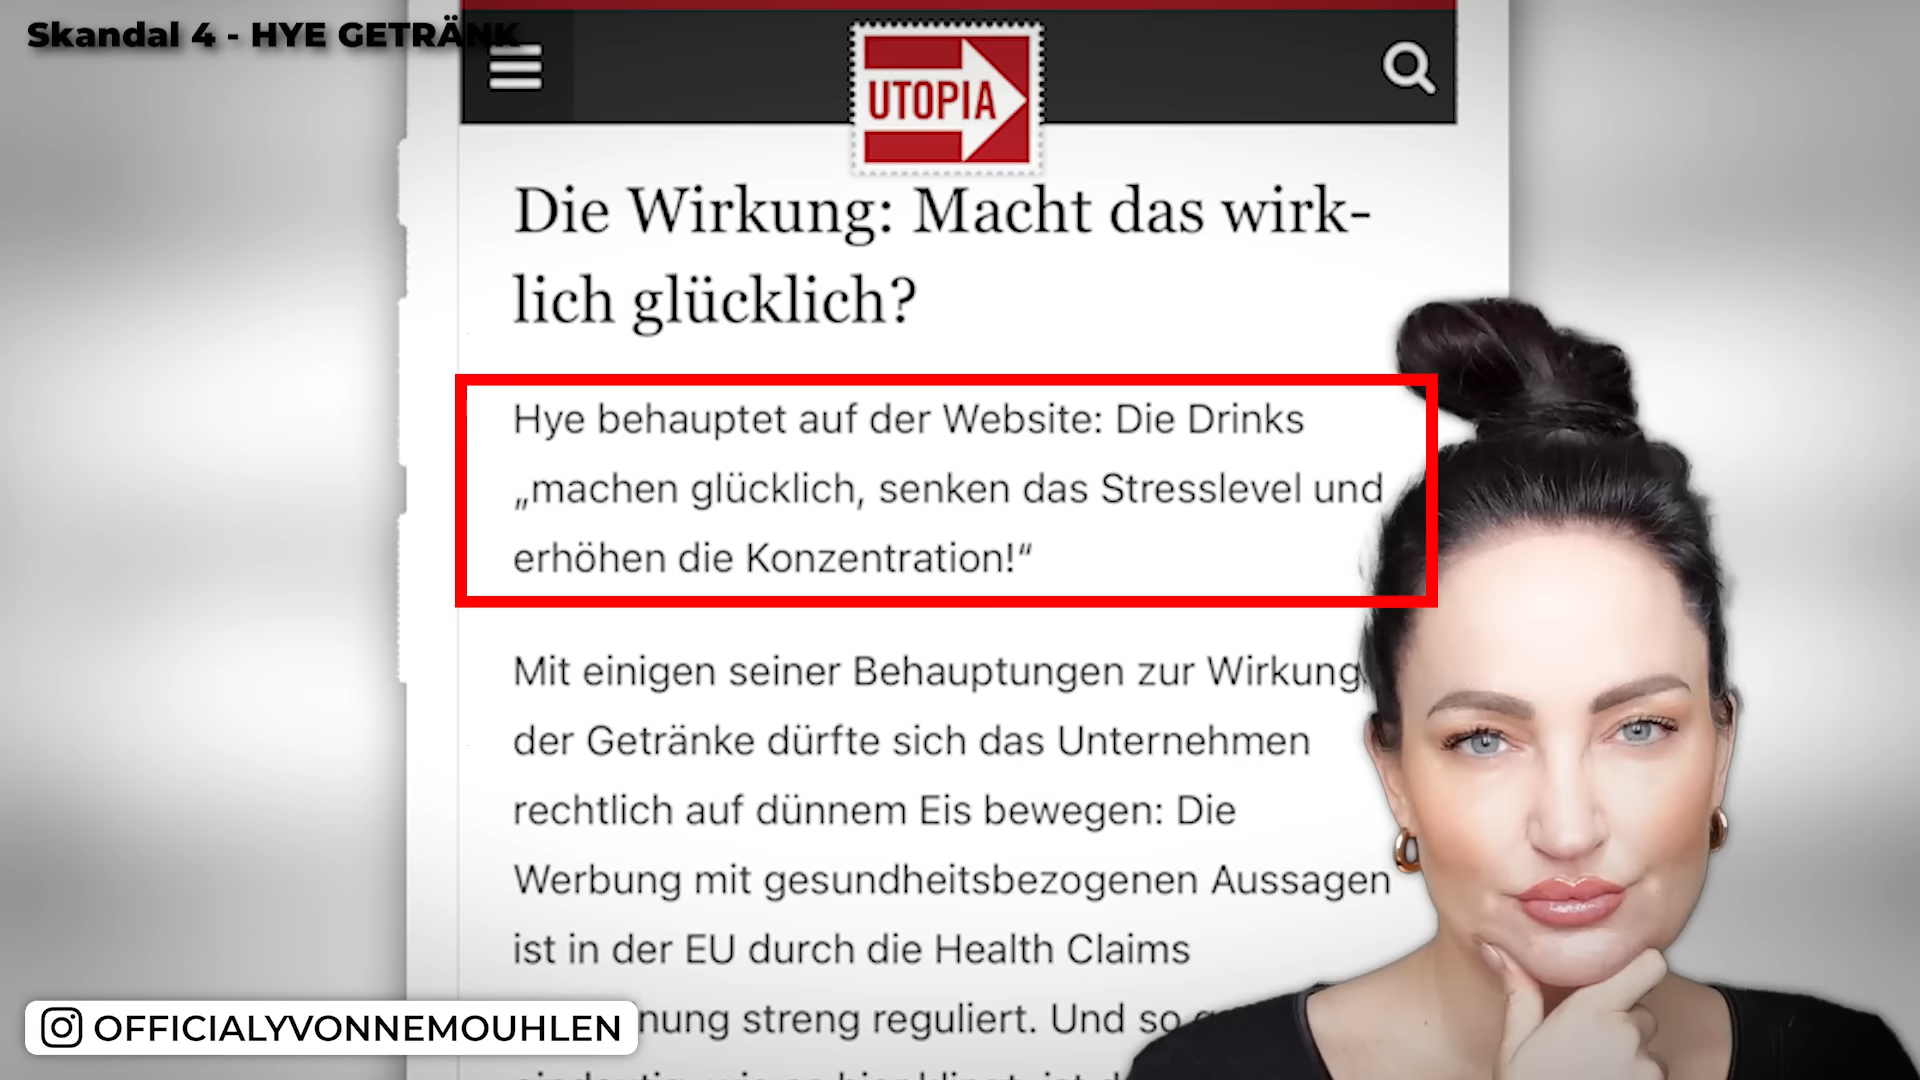 Skandal 4 - HYE GETRÄNK
UTOPIA
Die Wirkung: Macht das wirk-
lich glücklich?
Hye behauptet auf der Website: Die Drinks
„machen glücklich, senken das Stresslevel und
erhöhen die Konzentration!“
Mit einigen seiner Behauptungen zur Wirkung
der Getränke dürfte sich das Unternehmen
rechtlich auf dünnem Eis bewegen: Die
Werbung mit gesundheitsbezogenen Aussagen
ist in der EU durch die Health Claims
nung streng reguliert. Und so
OFFICIALYVONNEMOUHLEN